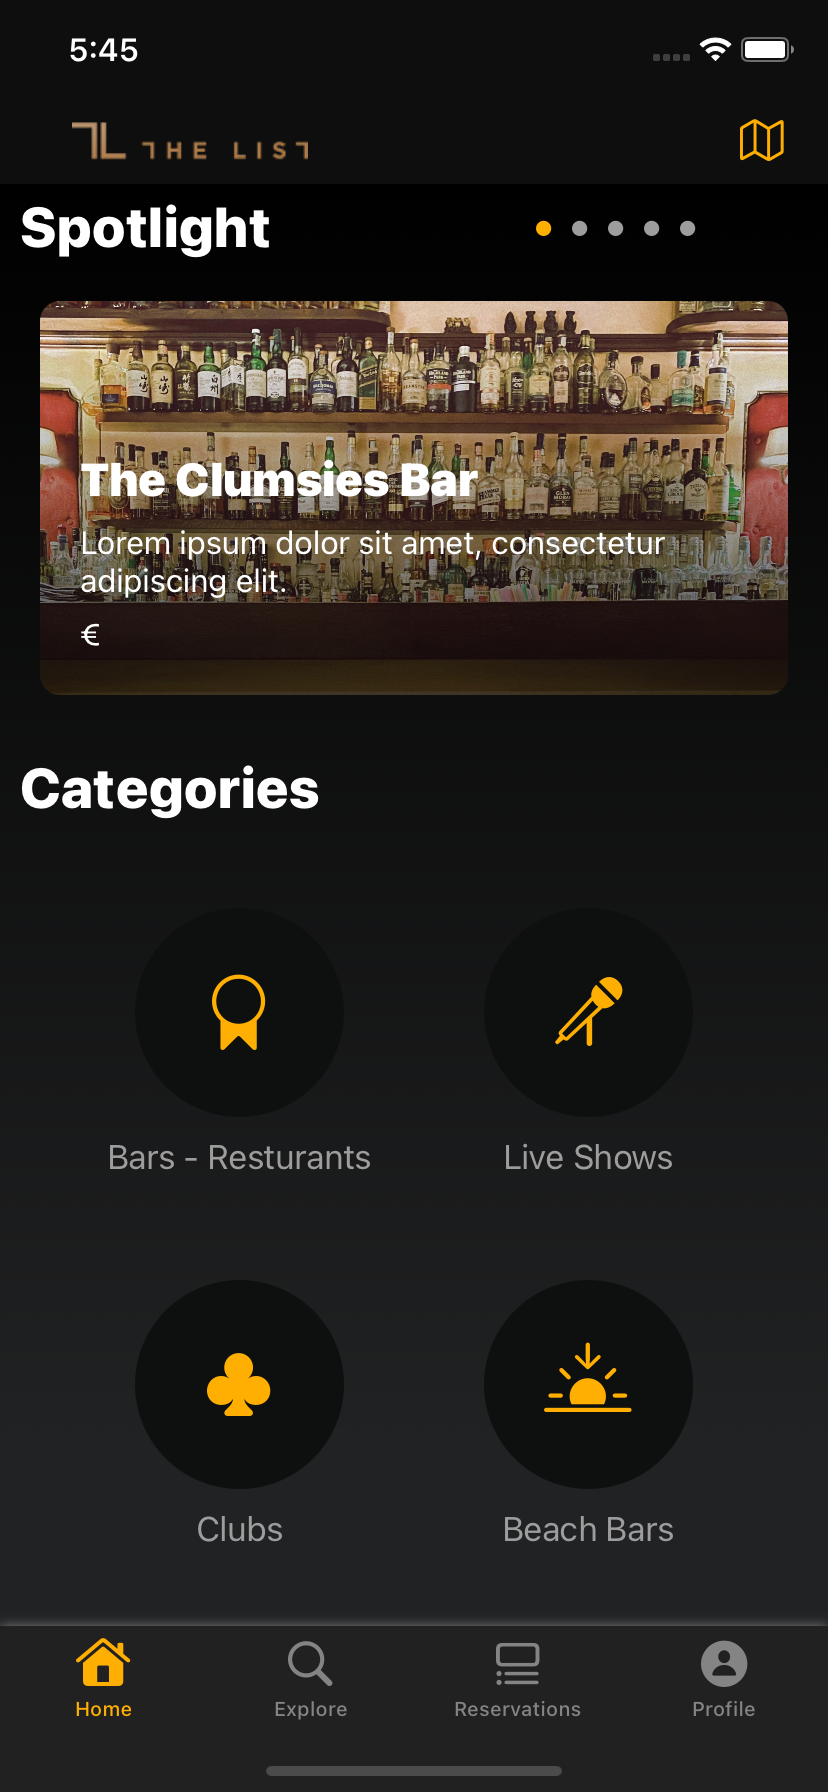 5:45
TL THE LIST
Spotlight
The Clumsies Bar
Lorem ipsum dolor sit amet, consectetur
adipiscing elit.
€
Categories
Bars - Resturants
Live Shows
Clubs
Beach Bars
Home
Explore
Reservations
Profile